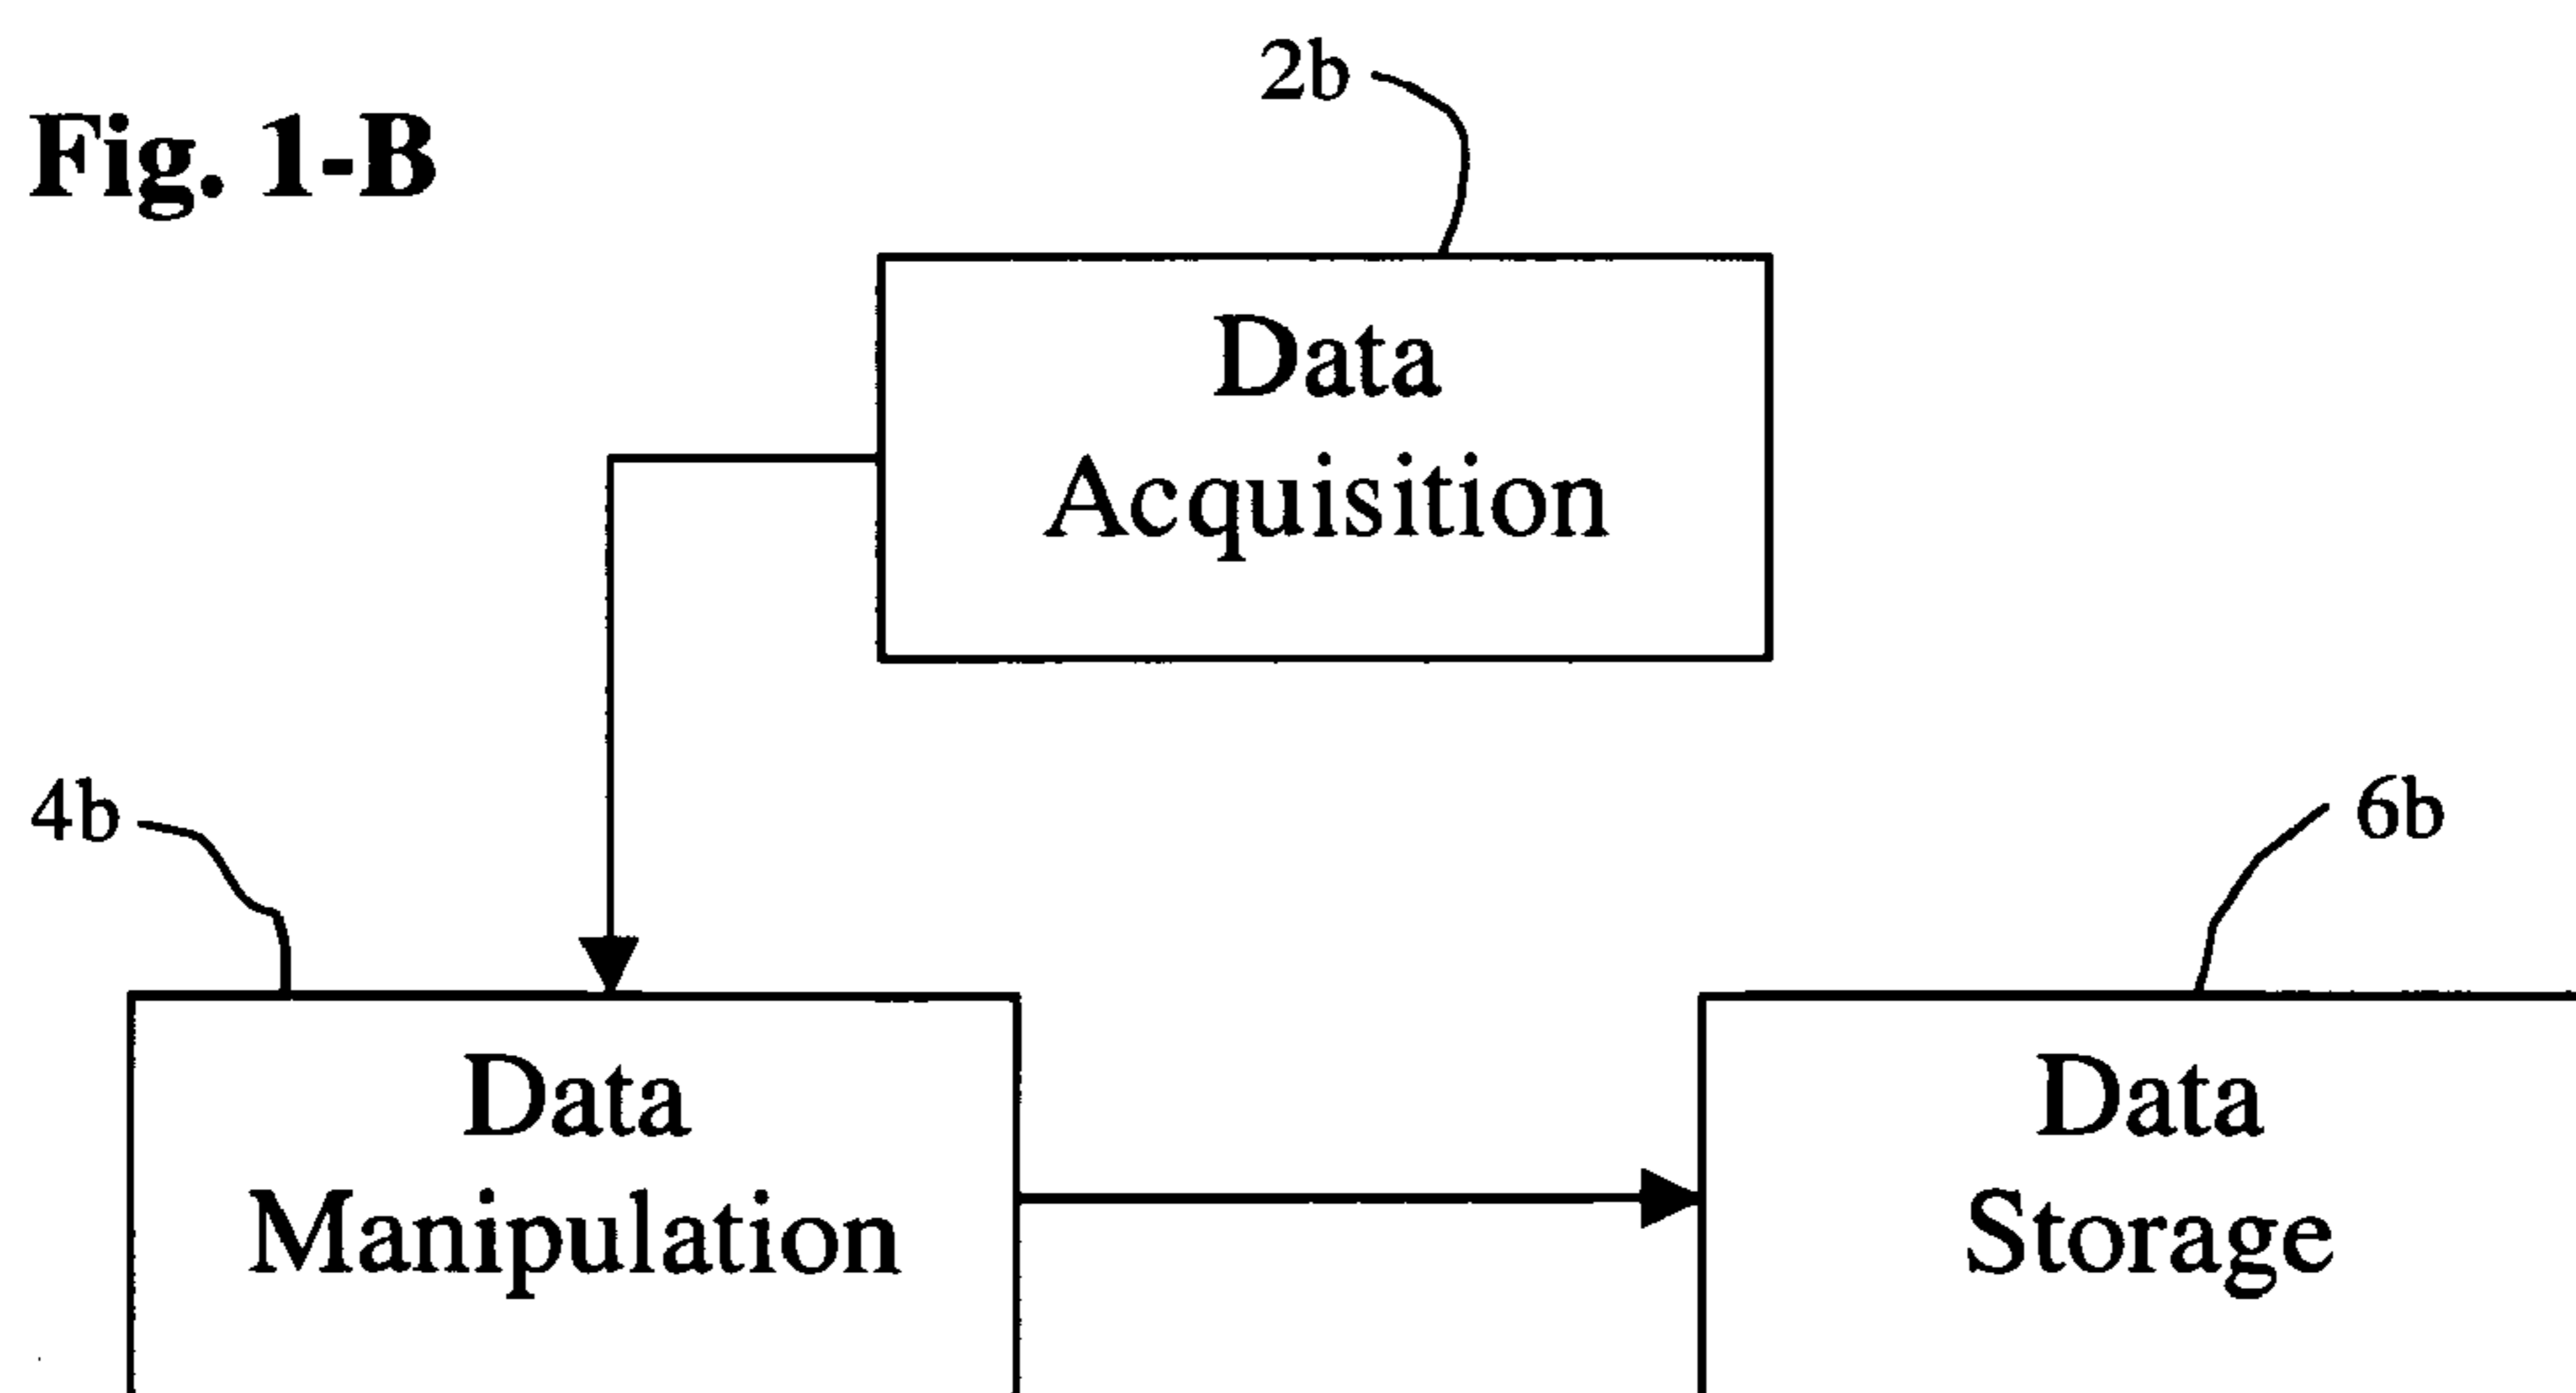 2b
Fig. 1-B
Data
Acquisition
4b
6b
Data
Manipulation
Data
Storage